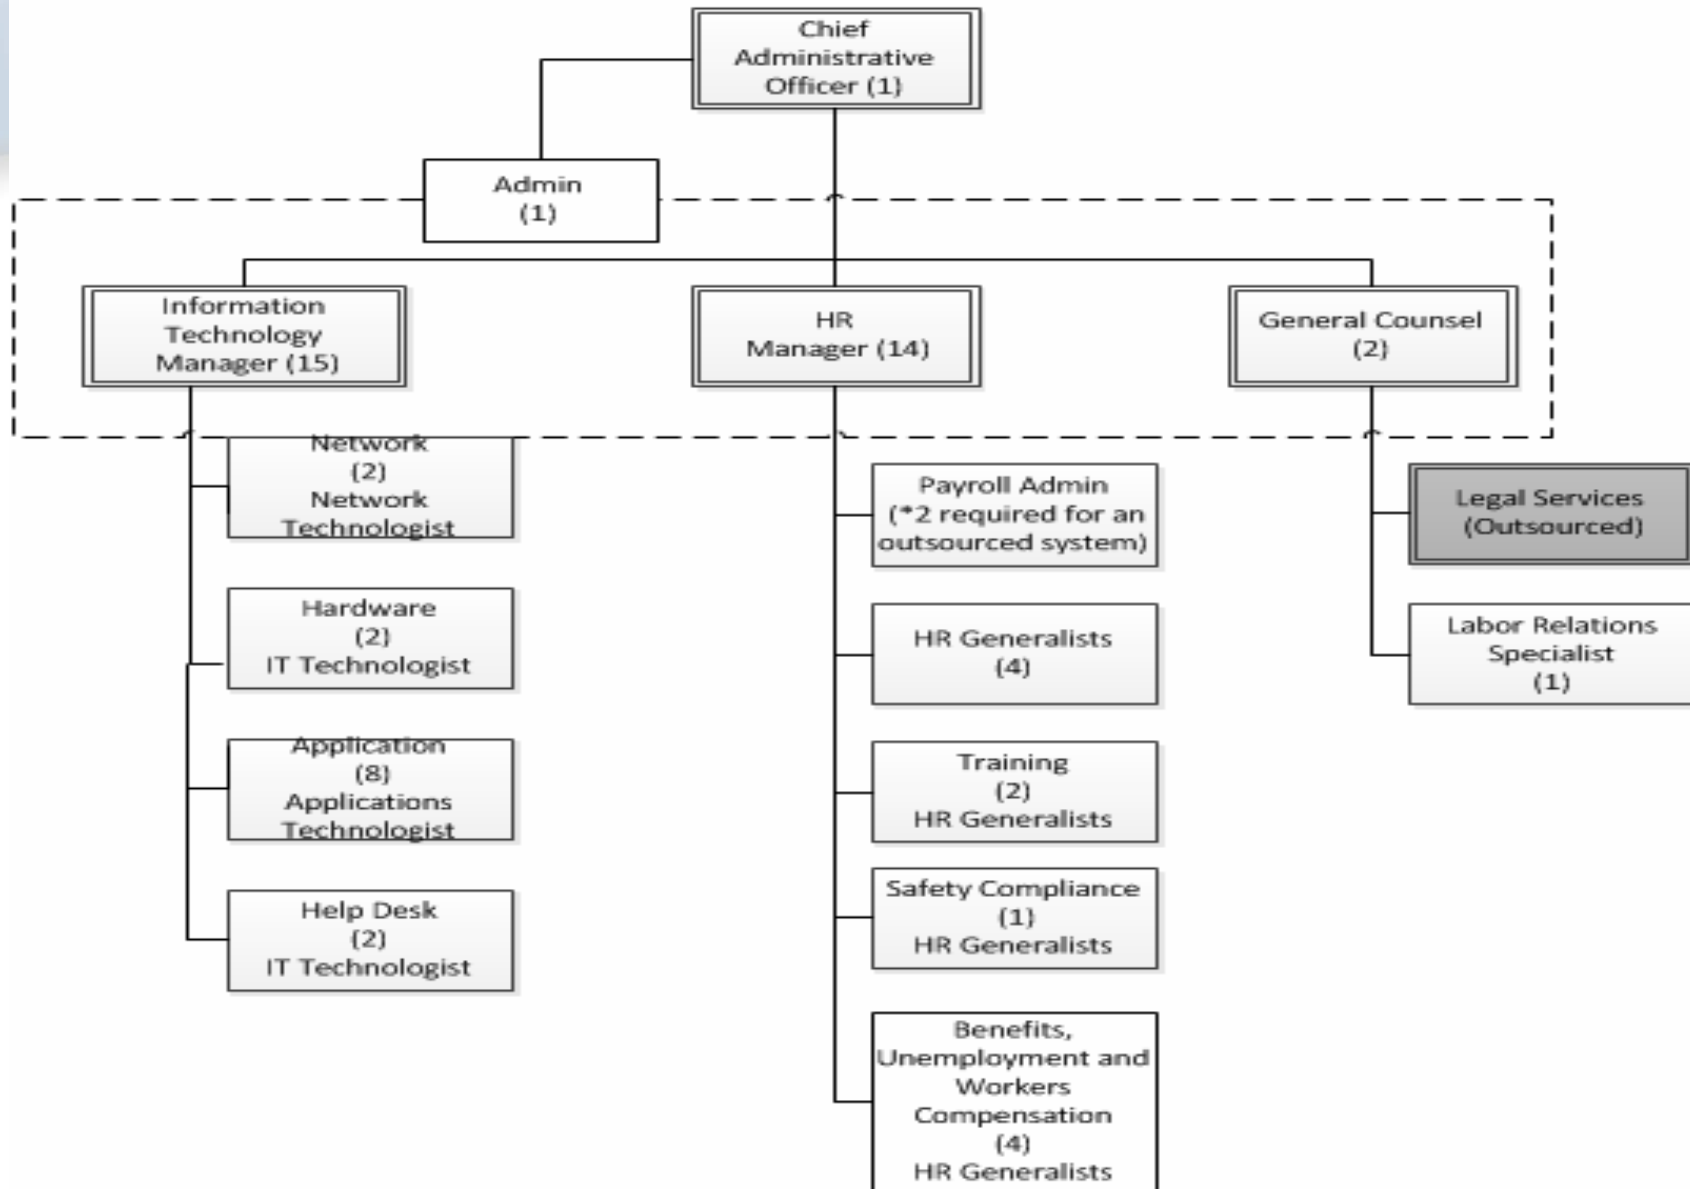 Chief
Administrative
Officer (1)
Admin
(1)
Information
Technology
Manager (15)
HR
Manager (14)
General Counsel
(2)
Network
(2)
Network
Technologist
Hardware
(2)
IT Technologist
Application
(8)
Applications
Technologist
Help Desk
(2)
IT Technologist
Payroll Admin
(*2 required for an
outsourced system)
HR Generalists
(4)
Training
(2)
HR Generalists
Safety Compliance
(1)
HR Generalists
Benefits,
Unemployment and
Workers
Compensation
(4)
HR Generalists
Legal Services
(Outsourced)
Labor Relations
Specialist
(1)